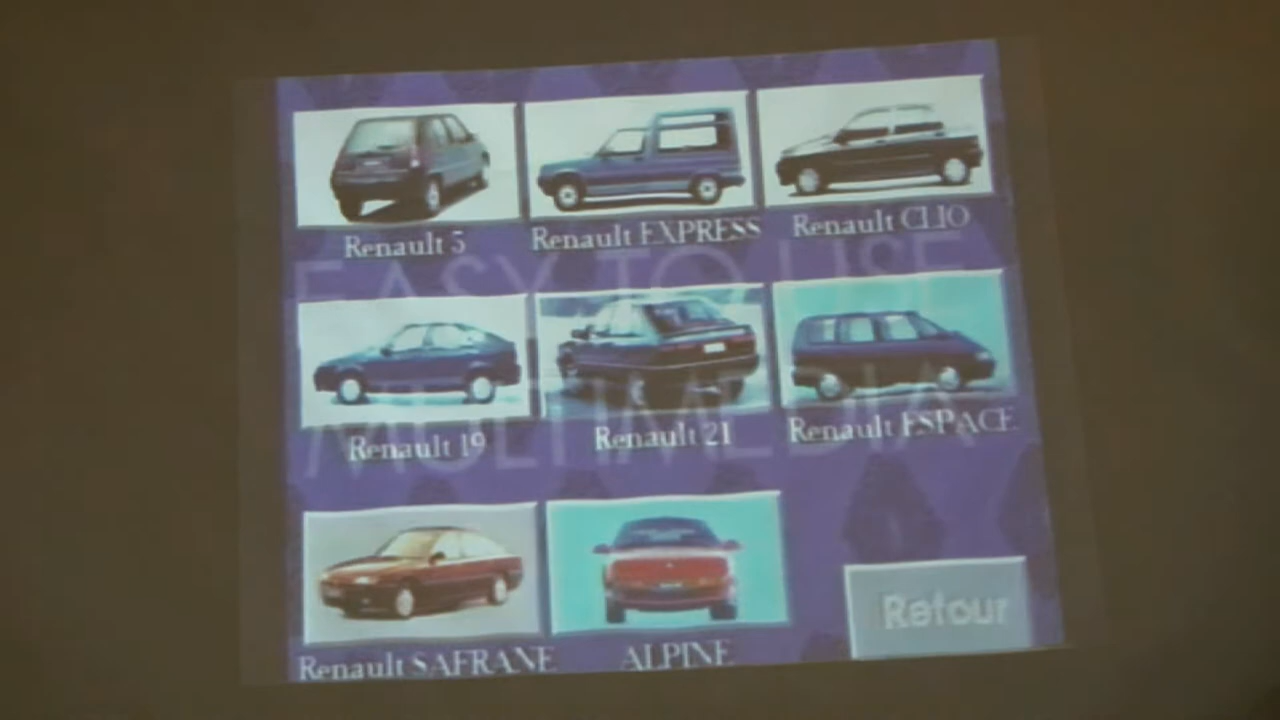 Renault 5
Renault EXPRESS
Renault CLIO
EASY TO USE
Renault 19
Renault 21
Renault ESPACE
MULTIMEDIA
Renault SAFRANE
ALPINE
Retour